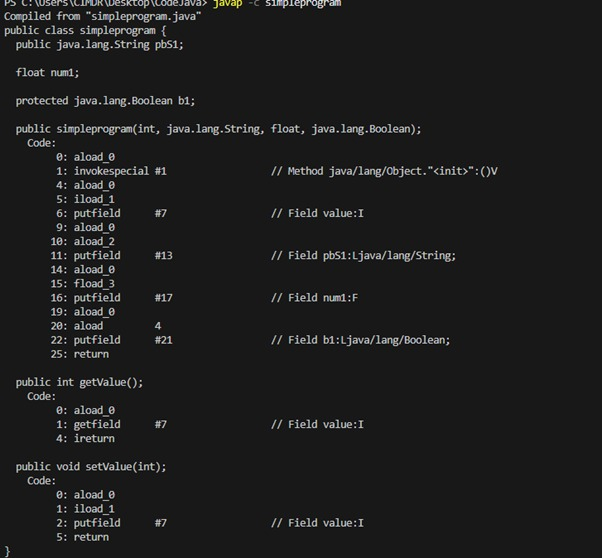 PS C:\Users\CIMDR\Desktop\CodeJava> javap -c simpleprogram
Compiled from "simpleprogram.java"
public class simpleprogram {
  public java.lang.String pbS1;

  float num1;

  protected java.lang.Boolean b1;

  public simpleprogram(int, java.lang.String, float, java.lang.Boolean);
    Code:
       0: aload_0
       1: invokespecial #1                  // Method java/lang/Object."<init>":()V
       4: aload_0
       5: iload_1
       6: putfield      #7                  // Field value:I
       9: aload_0
      10: aload_2
      11: putfield      #13                 // Field pbS1:Ljava/lang/String;
      14: aload_0
      15: fload_3
      16: putfield      #17                 // Field num1:F
      19: aload_0
      20: aload         4
      22: putfield      #21                 // Field b1:Ljava/lang/Boolean;
      25: return

  public int getValue();
    Code:
       0: aload_0
       1: getfield      #7                  // Field value:I
       4: ireturn

  public void setValue(int);
    Code:
       0: aload_0
       1: iload_1
       2: putfield      #7                  // Field value:I
       5: return
}